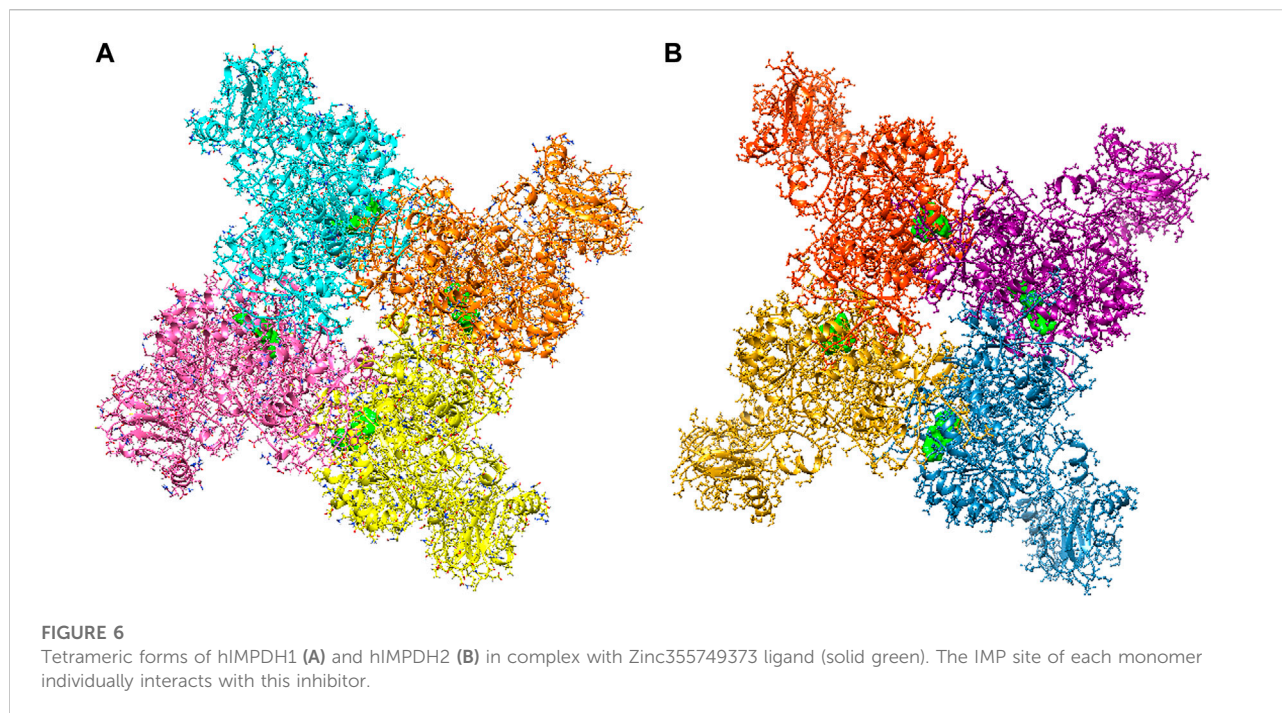 A
B
FIGURE 6
Tetrameric forms of hIMPDH1 (A) and hIMPDH2 (B) in complex with Zinc355749373 ligand (solid green). The IMP site of each monomer
individually interacts with this inhibitor.